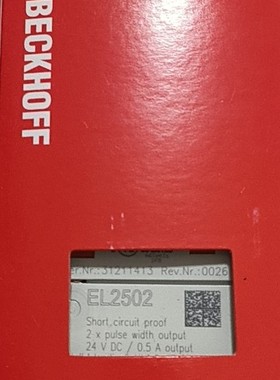 BECKHOFF
er.Nr.: 31211413 Rev.Nr.:0026
EL2502
Short circuit proof
2 x pulse width output
24 V DC / 0.5 A output